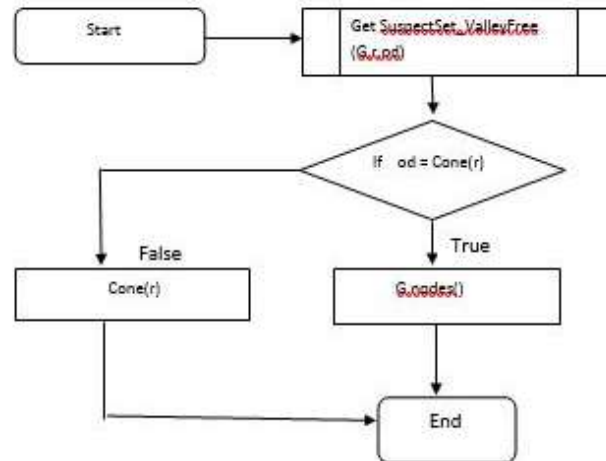 Start
Get SuspectSet_ValleyFree
(G,r,od)
If od = Cone(r)
False
True
Cone(r)
G.nodes()
End